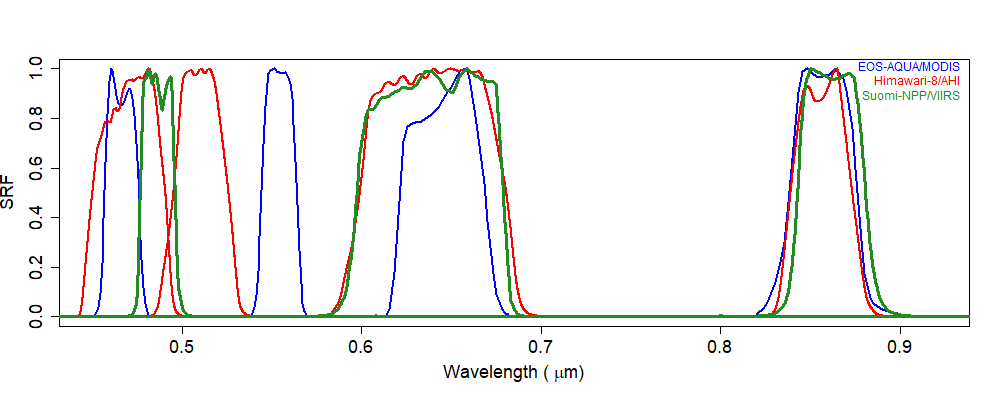 EOS-AQUA/MODIS
Himawari-8/AHI
Suomi-NPP/VIIRS
SRF
1.0
0.8
0.6
0.4
0.2
0.0
0.5 0.6 0.7 0.8 0.9
Wavelength ( μm)